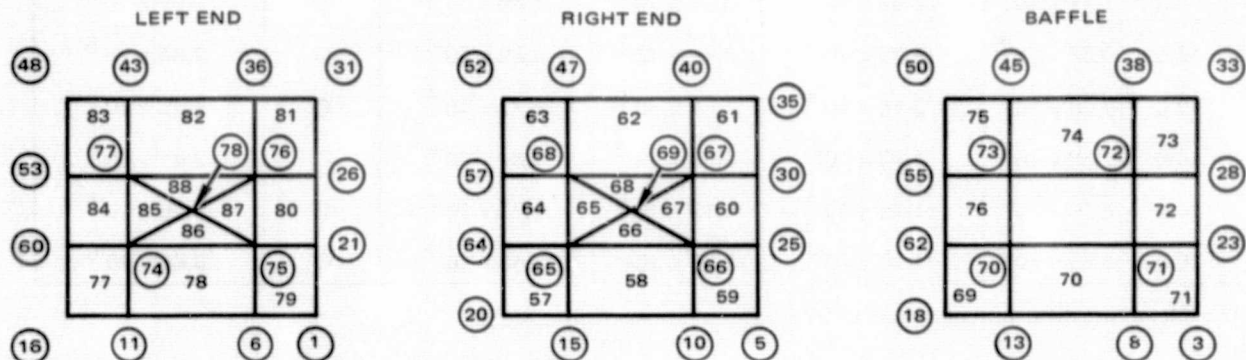 LEFT END RIGHT END BAFFLE
48 43 36 31 52 47 40 50 45 38 33
35
83 82 81 63 62 61 75 74 73
77 78 76 68 69 67 73 72
53 26 57 30 55 28
88 68
84 85 87 80 64 65 67 60 76 72
86 66
60 21 64 25 62 23
74 75 65 66 70 71
77 78 79 57 58 59 69 70 71
20 18
16 11 6 1 15 10 5 13 8 3